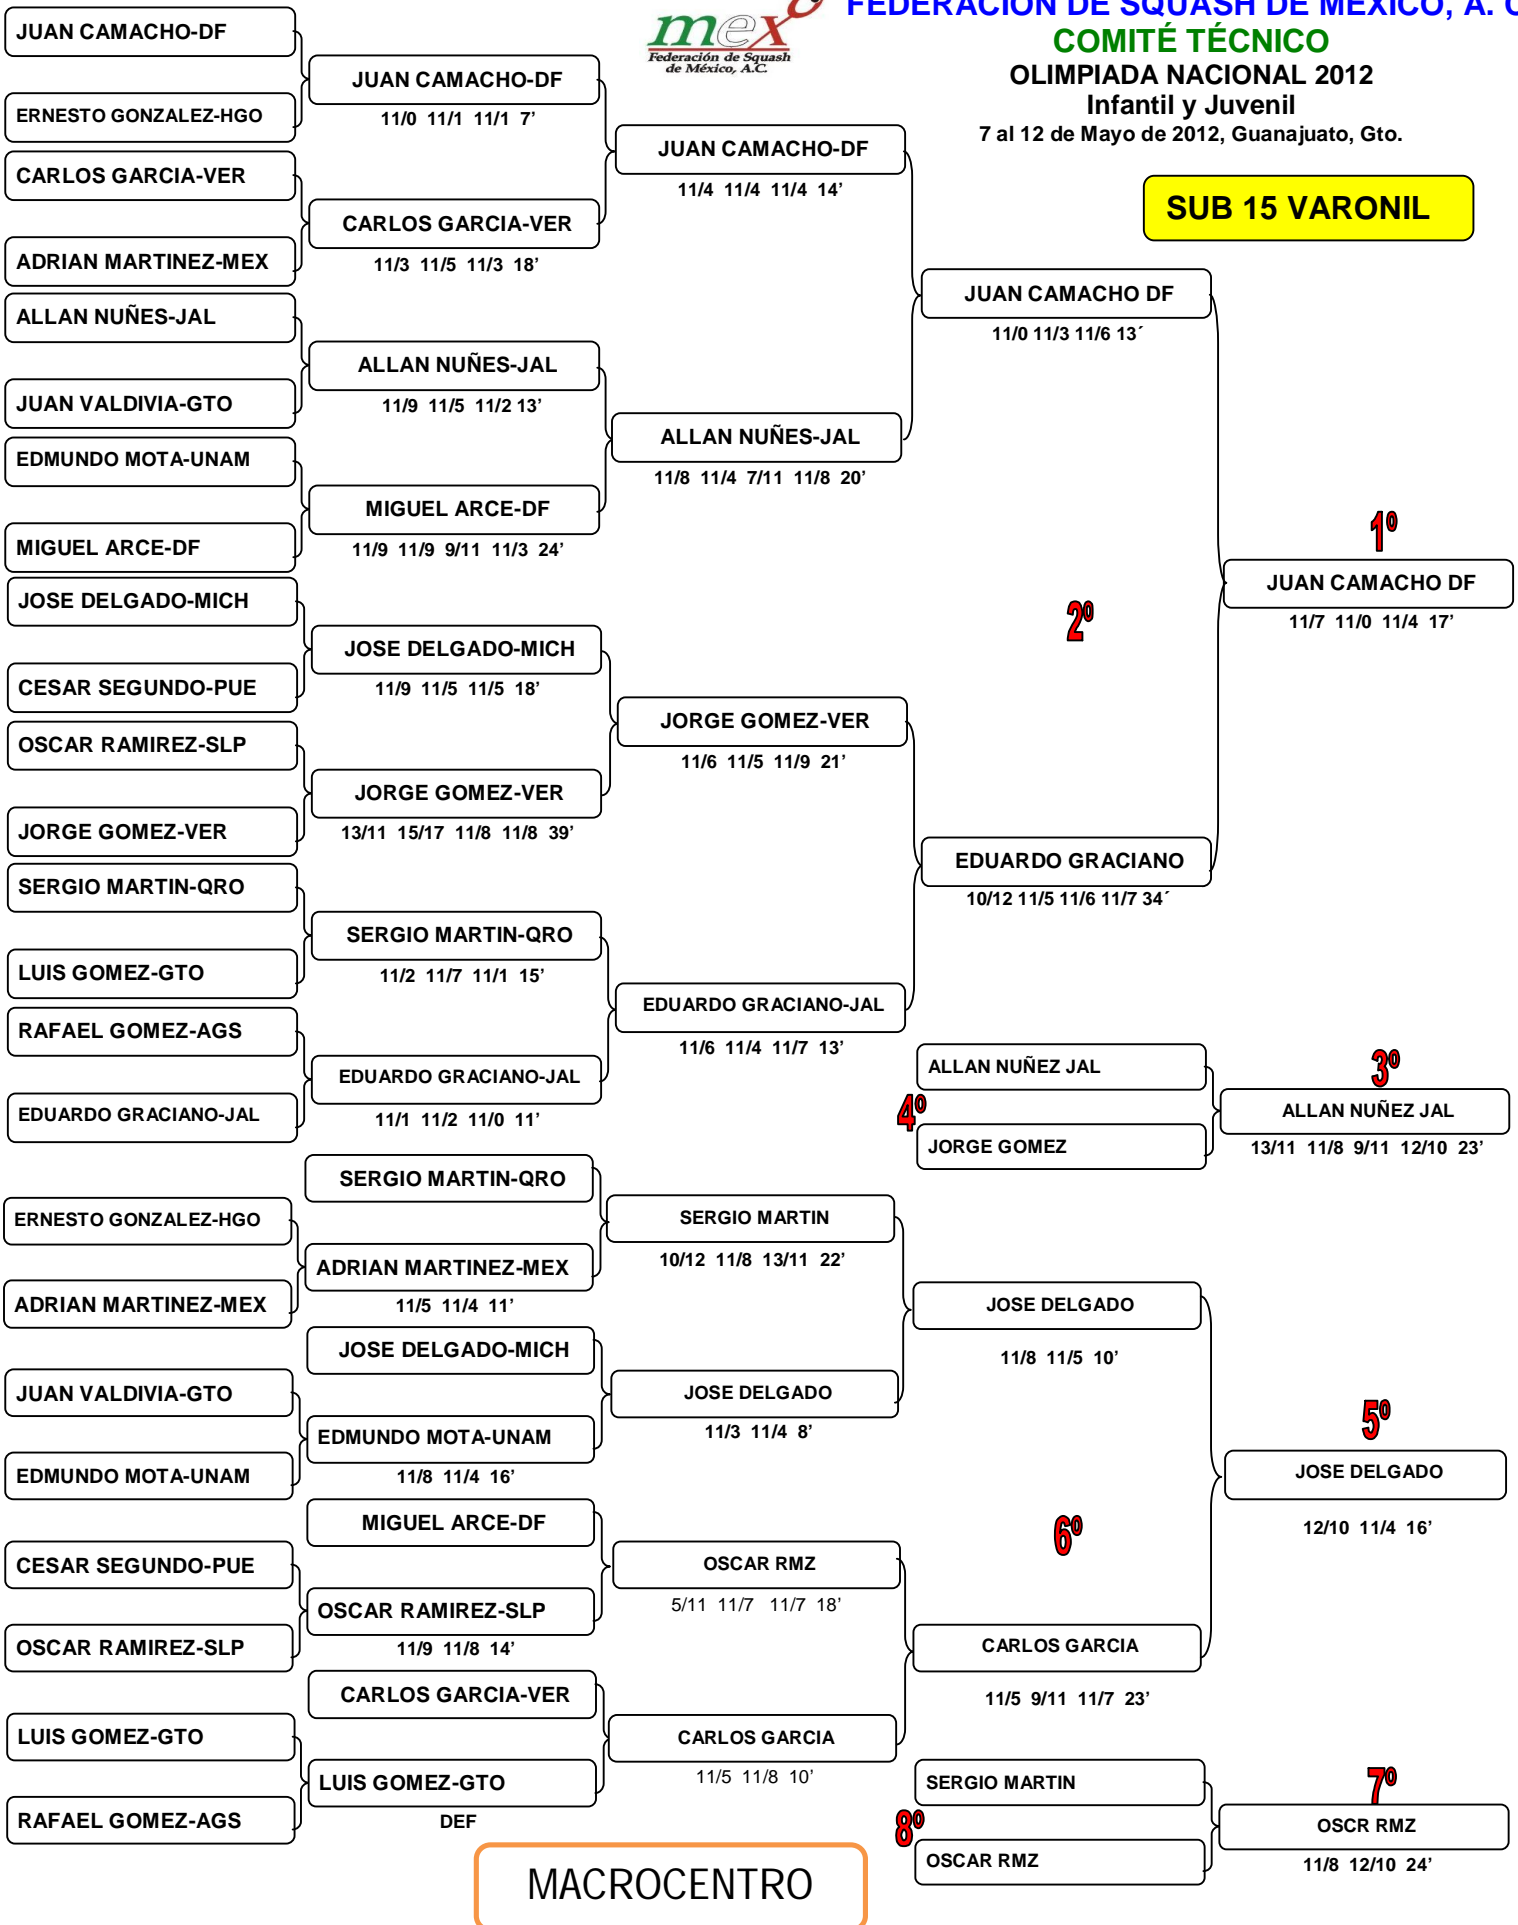 mex
Federación de Squash
de México, A.C.
FEDERACION DE SQUASH DE MEXICO, A. C
COMITÉ TÉCNICO
OLIMPIADA NACIONAL 2012
Infantil y Juvenil
7 al 12 de Mayo de 2012, Guanajuato, Gto.
SUB 15 VARONIL
JUAN CAMACHO-DF
ERNESTO GONZALEZ-HGO
CARLOS GARCIA-VER
ADRIAN MARTINEZ-MEX
ALLAN NUÑES-JAL
JUAN VALDIVIA-GTO
EDMUNDO MOTA-UNAM
MIGUEL ARCE-DF
JOSE DELGADO-MICH
CESAR SEGUNDO-PUE
OSCAR RAMIREZ-SLP
JORGE GOMEZ-VER
SERGIO MARTIN-QRO
LUIS GOMEZ-GTO
RAFAEL GOMEZ-AGS
EDUARDO GRACIANO-JAL
JUAN CAMACHO-DF
11/0 11/1 11/1 7’
CARLOS GARCIA-VER
11/3 11/5 11/3 18’
ALLAN NUÑES-JAL
11/9 11/5 11/2 13’
MIGUEL ARCE-DF
11/9 11/9 9/11 11/3 24’
JOSE DELGADO-MICH
11/9 11/5 11/5 18’
JORGE GOMEZ-VER
13/11 15/17 11/8 11/8 39’
SERGIO MARTIN-QRO
11/2 11/7 11/1 15’
EDUARDO GRACIANO-JAL
11/1 11/2 11/0 11’
JUAN CAMACHO-DF
11/4 11/4 11/4 14’
ALLAN NUÑES-JAL
11/8 11/4 7/11 11/8 20’
JORGE GOMEZ-VER
11/6 11/5 11/9 21’
EDUARDO GRACIANO-JAL
11/6 11/4 11/7 13’
JUAN CAMACHO DF
11/0 11/3 11/6 13´
2º
EDUARDO GRACIANO
10/12 11/5 11/6 11/7 34´
1º
JUAN CAMACHO DF
11/7 11/0 11/4 17’
ALLAN NUÑEZ JAL
4º
JORGE GOMEZ
3º
ALLAN NUÑEZ JAL
13/11 11/8 9/11 12/10 23’
ERNESTO GONZALEZ-HGO
ADRIAN MARTINEZ-MEX
JUAN VALDIVIA-GTO
EDMUNDO MOTA-UNAM
CESAR SEGUNDO-PUE
OSCAR RAMIREZ-SLP
LUIS GOMEZ-GTO
RAFAEL GOMEZ-AGS
SERGIO MARTIN-QRO
ADRIAN MARTINEZ-MEX
11/5 11/4 11’
JOSE DELGADO-MICH
EDMUNDO MOTA-UNAM
11/8 11/4 16’
MIGUEL ARCE-DF
OSCAR RAMIREZ-SLP
11/9 11/8 14’
CARLOS GARCIA-VER
LUIS GOMEZ-GTO
DEF
SERGIO MARTIN
10/12 11/8 13/11 22’
JOSE DELGADO
11/3 11/4 8’
OSCAR RMZ
5/11 11/7 11/7 18’
CARLOS GARCIA
11/5 11/8 10’
JOSE DELGADO
11/8 11/5 10’
6º
CARLOS GARCIA
11/5 9/11 11/7 23’
5º
JOSE DELGADO
12/10 11/4 16’
SERGIO MARTIN
8º
OSCAR RMZ
7º
OSCR RMZ
11/8 12/10 24’
MACROCENTRO